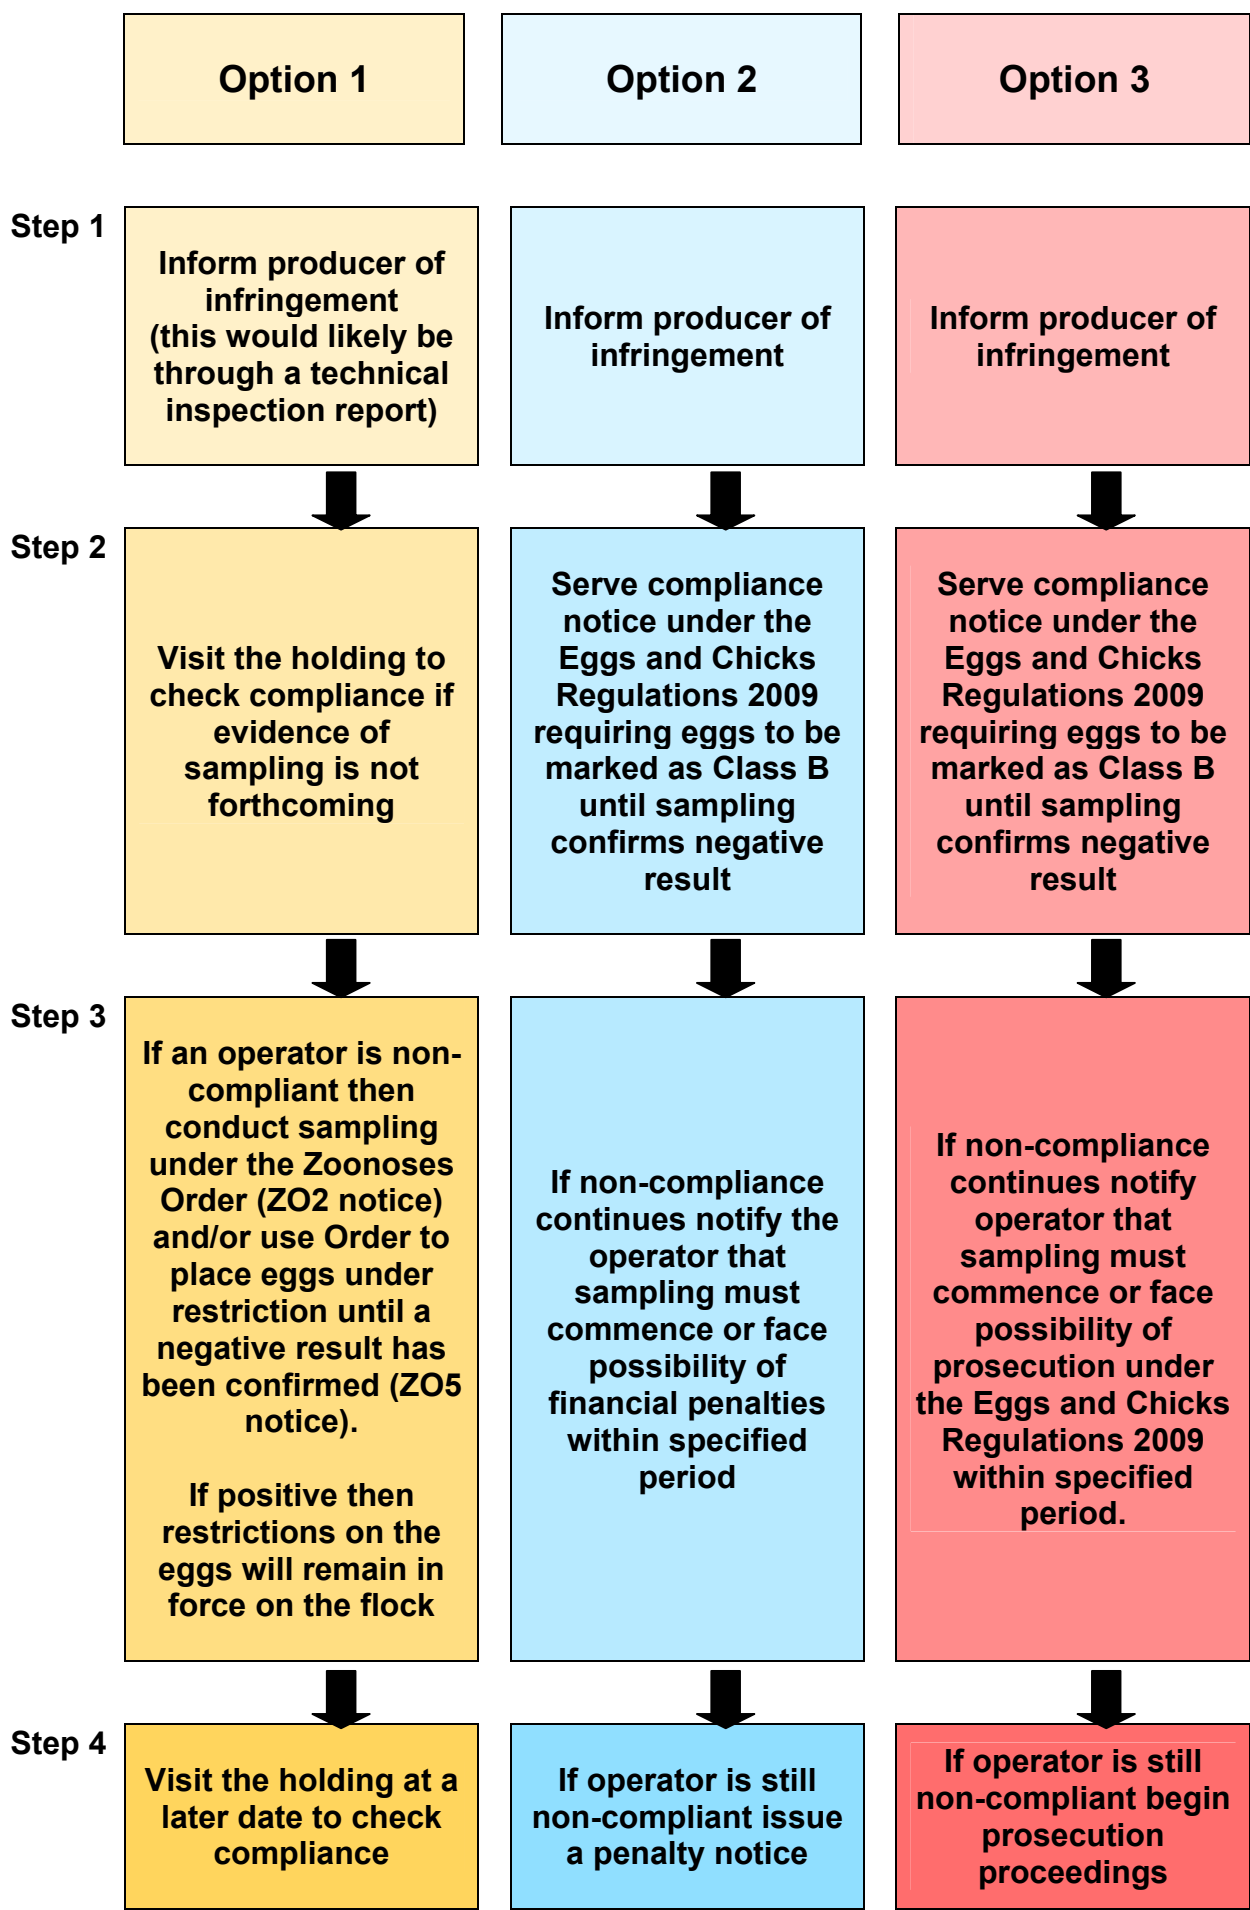 Option 1
Option 2
Option 3
Step 1
Inform producer of
infringement
(this would likely be
through a technical
inspection report)
Inform producer of
infringement
Inform producer of
infringement
Step 2
Visit the holding to
check compliance if
evidence of
sampling is not
forthcoming
Serve compliance
notice under the
Eggs and Chicks
Regulations 2009
requiring eggs to be
marked as Class B
until sampling
confirms negative
result
Serve compliance
notice under the
Eggs and Chicks
Regulations 2009
requiring eggs to be
marked as Class B
until sampling
confirms negative
result
Step 3
If an operator is non-
compliant then
conduct sampling
under the Zoonoses
Order (ZO2 notice)
and/or use Order to
place eggs under
restriction until a
negative result has
been confirmed (ZO5
notice).
If positive then
restrictions on the
eggs will remain in
force on the flock
If non-compliance
continues notify the
operator that
sampling must
commence or face
possibility of
financial penalties
within specified
period
If non-compliance
continues notify
operator that
sampling must
commence or face
possibility of
prosecution under
the Eggs and Chicks
Regulations 2009
within specified
period.
Step 4
Visit the holding at a
later date to check
compliance
If operator is still
non-compliant issue
a penalty notice
If operator is still
non-compliant begin
prosecution
proceedings